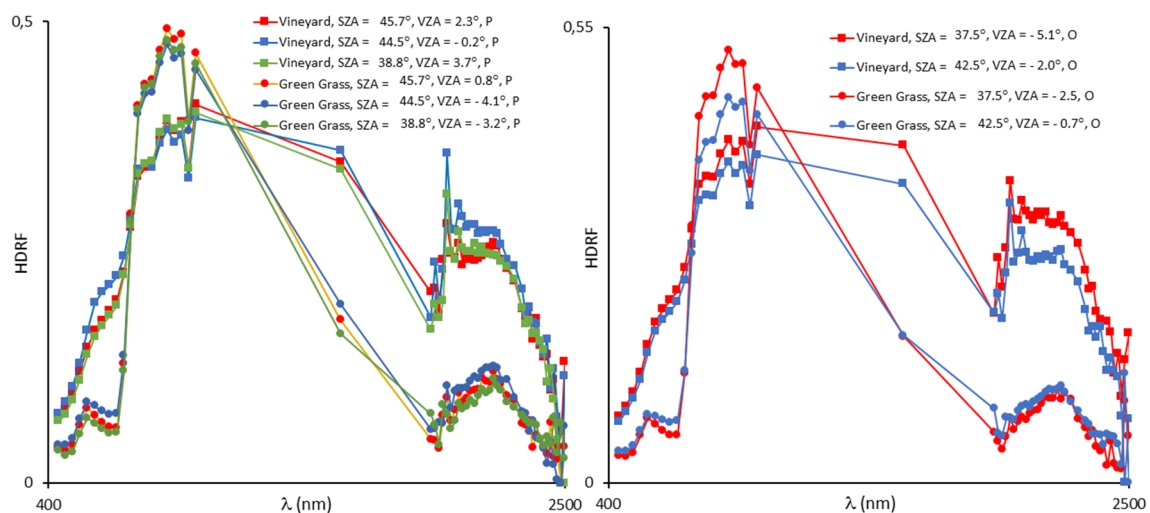 0,5
HDRF
Vineyard, SZA = 45.7°, VZA = 2.3°, P
Vineyard, SZA = 44.5°, VZA = - 0.2°, P
Vineyard, SZA = 38.8°, VZA = 3.7°, P
Green Grass, SZA = 45.7°, VZA = 0.8°, P
Green Grass, SZA = 44.5°, VZA = - 4.1°, P
Green Grass, SZA = 38.8°, VZA = - 3.2°, P
0
400
λ (nm)
2500
0.55
HDRF
Vineyard, SZA = 37.5°, VZA = - 5.1°, O
Vineyard, SZA = 42.5°, VZA = - 2.0°, O
Green Grass, SZA = 37.5°, VZA = - 2.5, O
Green Grass, SZA = 42.5°, VZA = - 0.7°, O
0
400
λ (nm)
2500